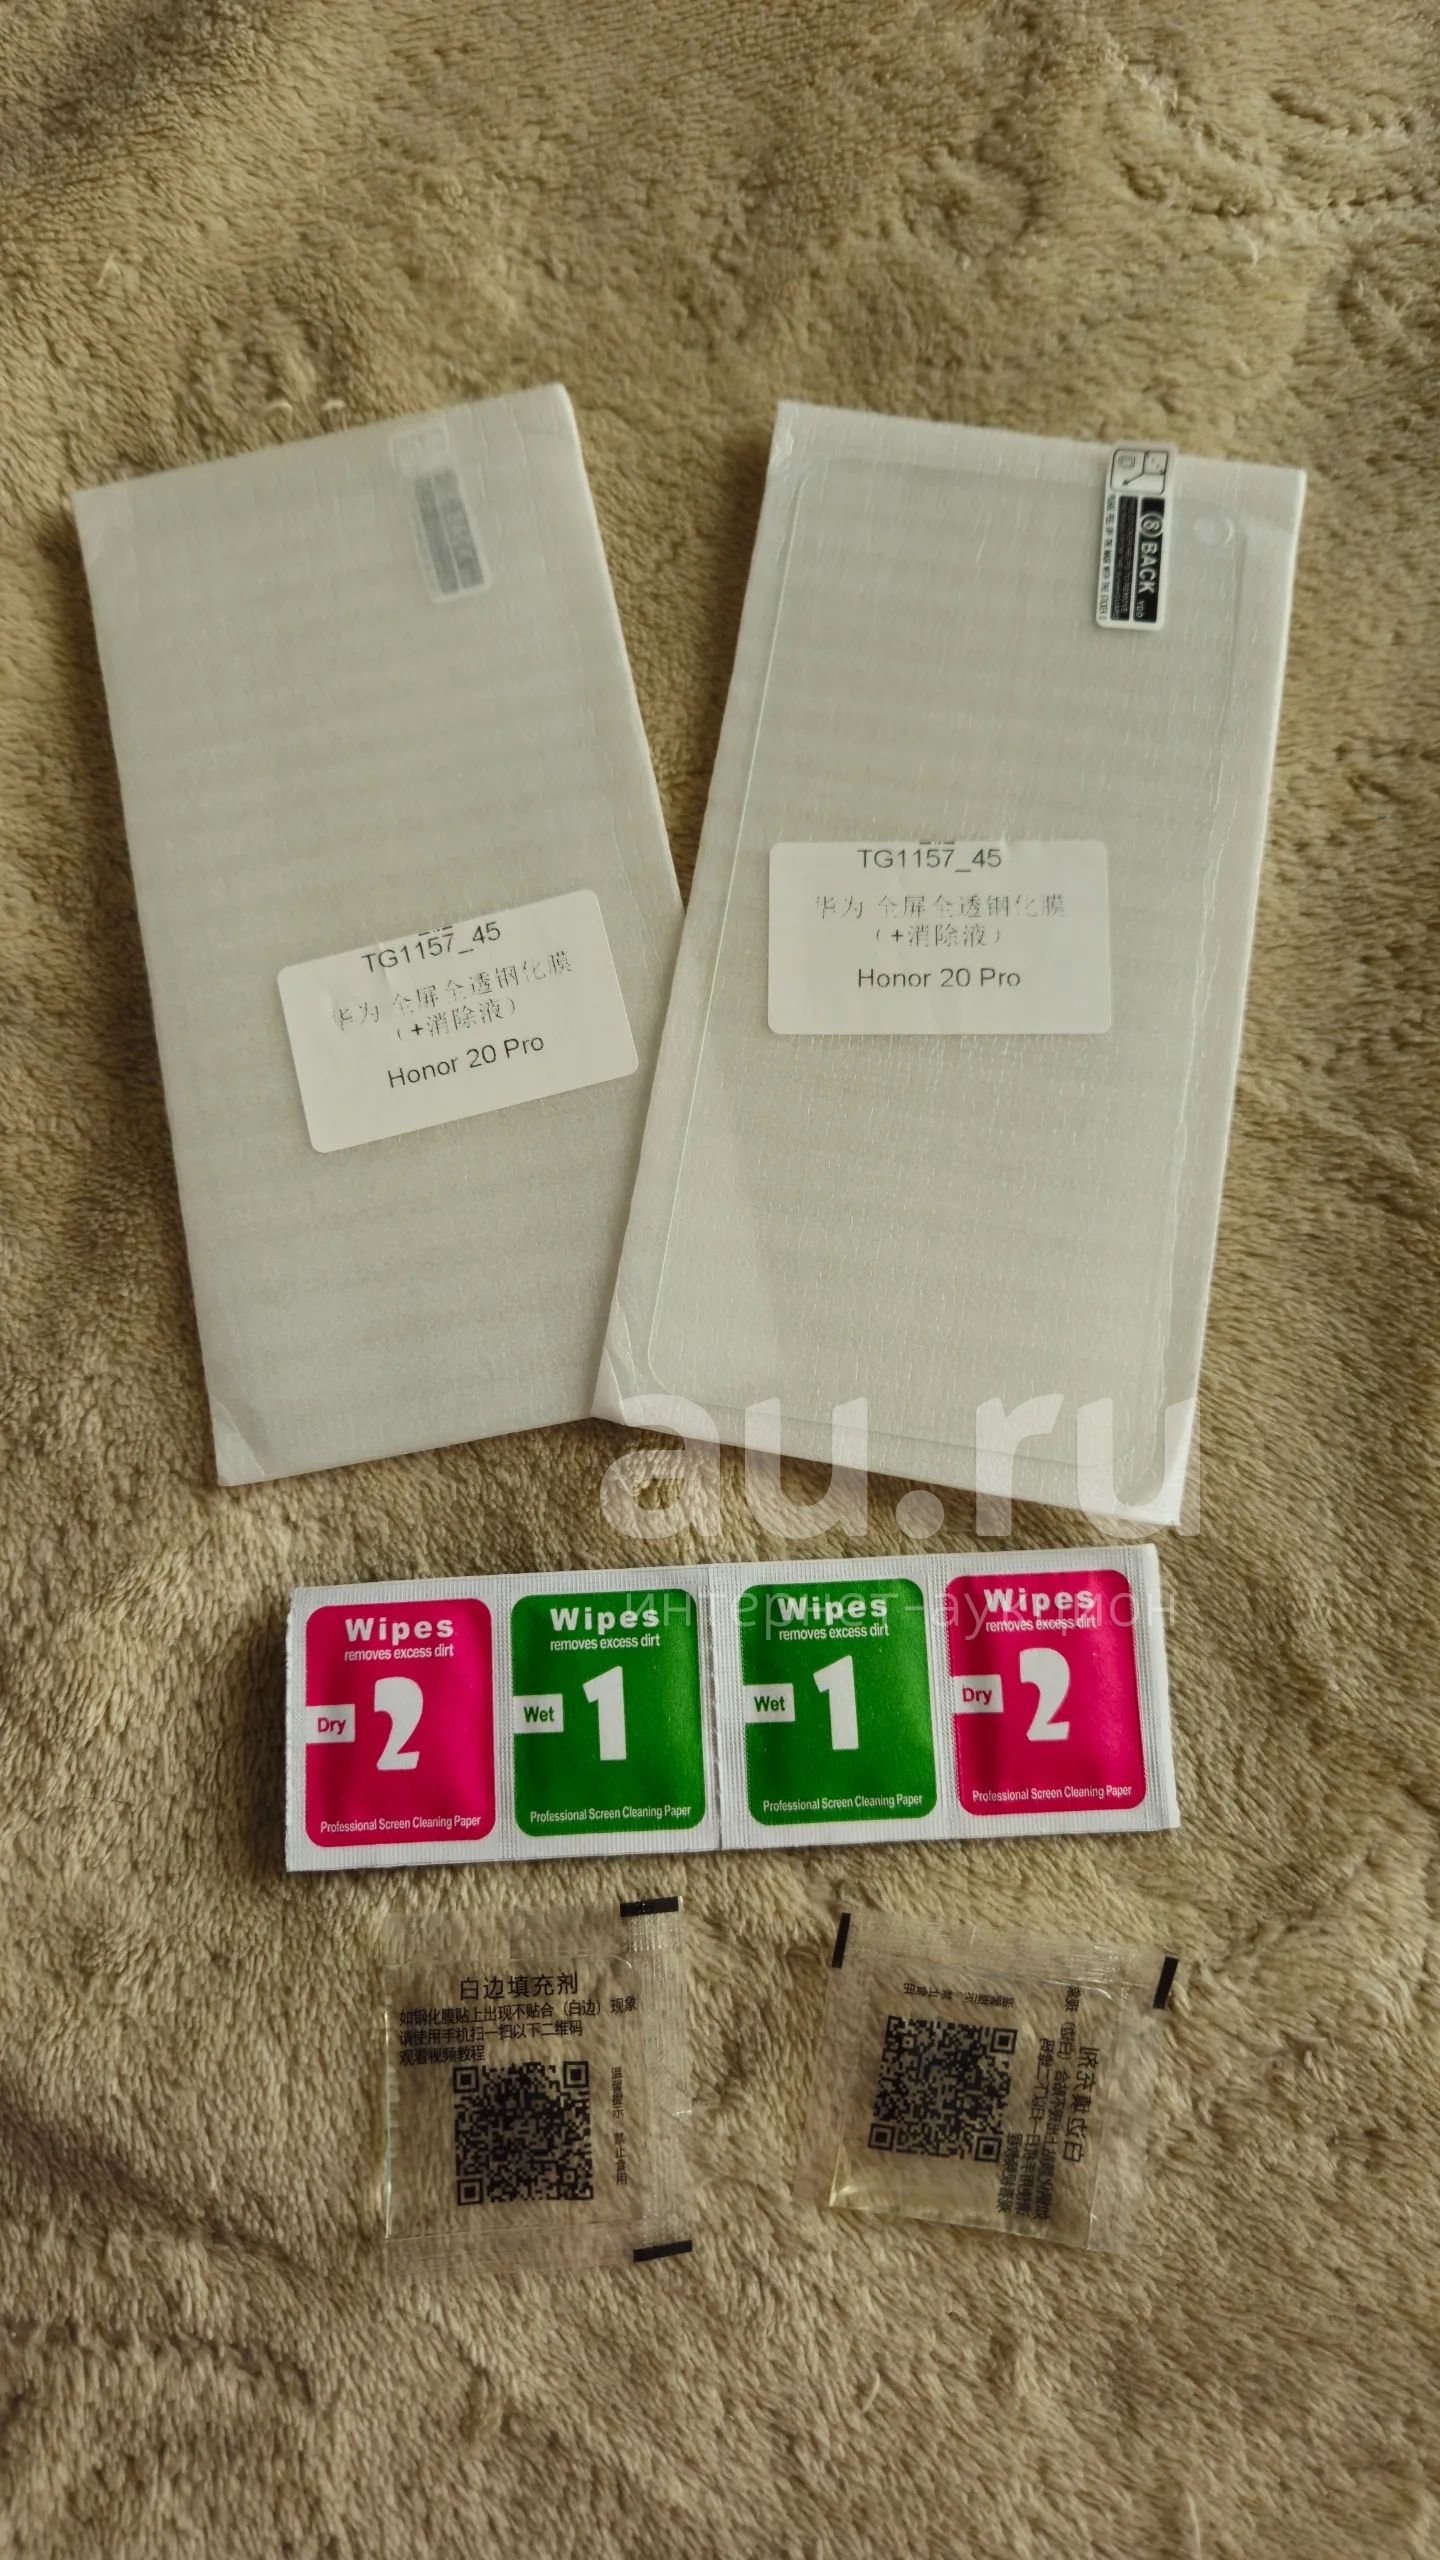 TG1157_45
华为 全屏全透钢化膜
（+消除液）
Honor 20 Pro
BACK
TG1157_45
华为 全屏全透钢化膜
（+消除液）
Honor 20 Pro
au.ru
интернет-аукцион
Wipes
removes excess dirt
Dry
2
Professional Screen Cleaning Paper
Wipes
removes excess dirt
Wet
1
Professional Screen Cleaning Paper
Wipes
removes excess dirt
Wet
1
Professional Screen Cleaning Paper
Wipes
removes excess dirt
Dry
2
Professional Screen Cleaning Paper
白边填充剂
如钢化膜贴上出现不贴合（白边）现象
请使用手机扫一扫以下二维码
观看视频教程
温馨提示：禁止食用